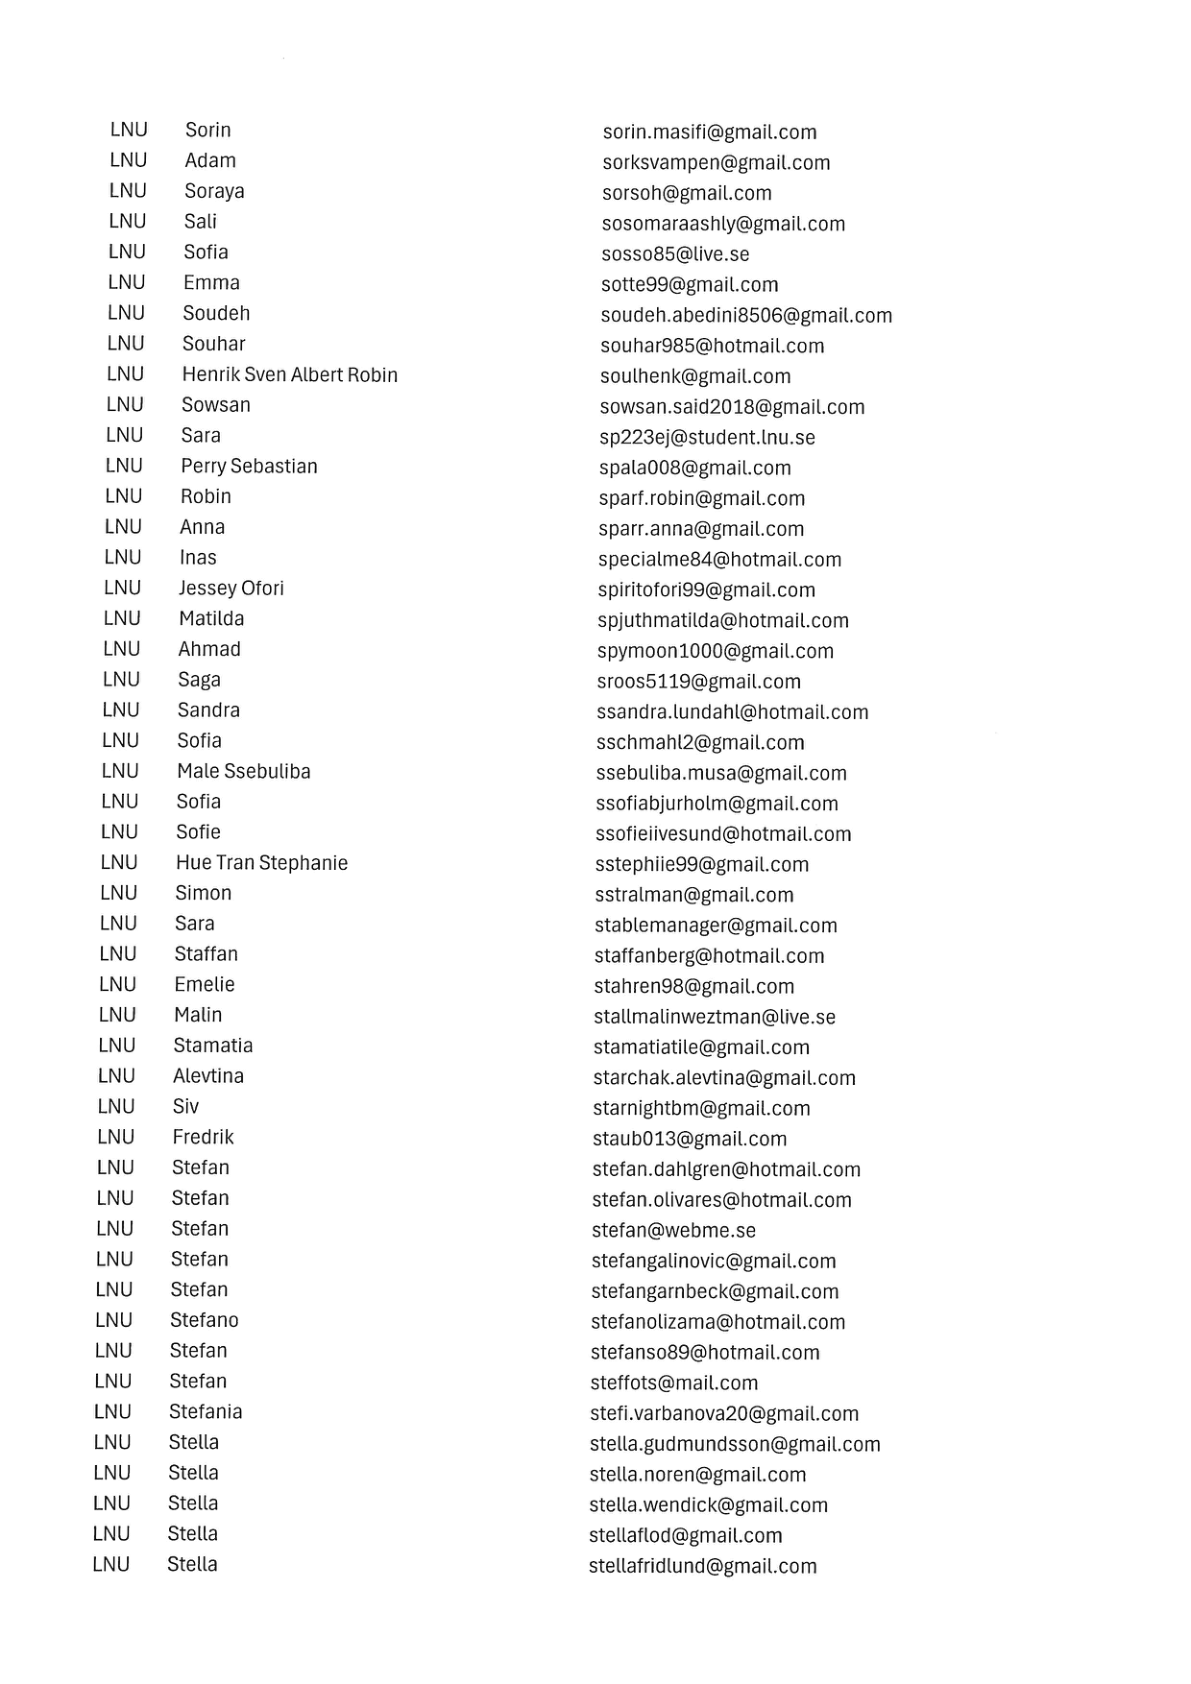 LNU Sorin sorin.masifi@gmail.com
LNU Adam sorksvampen@gmail.com
LNU Soraya sorsoh@gmail.com
LNU Sali sosomaraashly@gmail.com
LNU Sofia sosso85@live.se
LNU Emma sotte99@gmail.com
LNU Soudeh soudeh.abedini8506@gmail.com
LNU Souhar souhar985@hotmail.com
LNU Henrik Sven Albert Robin soulhenk@gmail.com
LNU Sowsan sowsan.said2018@gmail.com
LNU Sara sp223ej@student.lnu.se
LNU Perry Sebastian spala008@gmail.com
LNU Robin sparf.robin@gmail.com
LNU Anna sparr.anna@gmail.com
LNU Inas specialme84@hotmail.com
LNU Jessey Ofori spiritofori99@gmail.com
LNU Matilda spjuthmatilda@hotmail.com
LNU Ahmad spymoon1000@gmail.com
LNU Saga sroos5119@gmail.com
LNU Sandra ssandra.lundahl@hotmail.com
LNU Sofia sschmahl2@gmail.com
LNU Male Ssebuliba ssebuliba.musa@gmail.com
LNU Sofia ssofiabjurholm@gmail.com
LNU Sofie ssofieiivesund@hotmail.com
LNU Hue Tran Stephanie sstephiie99@gmail.com
LNU Simon sstralman@gmail.com
LNU Sara stablemanager@gmail.com
LNU Staffan staffanberg@hotmail.com
LNU Emelie stahren98@gmail.com
LNU Malin stallmalinweztman@live.se
LNU Stamatia stamatiatile@gmail.com
LNU Alevtina starchak.alevtina@gmail.com
LNU Siv starnightbm@gmail.com
LNU Fredrik staub013@gmail.com
LNU Stefan stefan.dahlgren@hotmail.com
LNU Stefan stefan.olivares@hotmail.com
LNU Stefan stefan@webme.se
LNU Stefan stefangalinovic@gmail.com
LNU Stefan stefangarnbeck@gmail.com
LNU Stefano stefanolizama@hotmail.com
LNU Stefan stefanso89@hotmail.com
LNU Stefan steffots@mail.com
LNU Stefania stefi.varbanova20@gmail.com
LNU Stella stella.gudmundsson@gmail.com
LNU Stella stella.noren@gmail.com
LNU Stella stella.wendick@gmail.com
LNU Stella stellaflod@gmail.com
LNU Stella stellafridlund@gmail.com